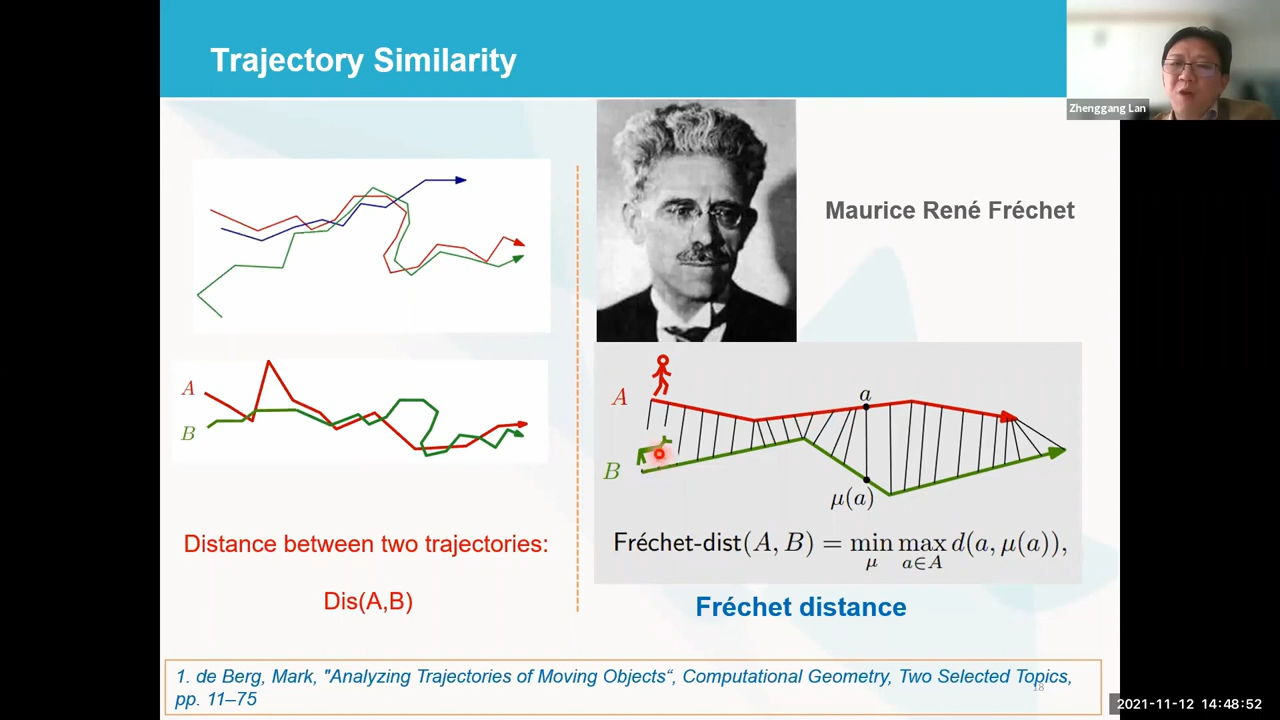 Trajectory Similarity
Zhenggang Lan
Maurice René Fréchet
A
B
Distance between two trajectories:
Dis(A,B)
A
B
a
μ(a)
Fréchet-dist(A, B) = min max d(a, μ(a)),
μ a∈A
Fréchet distance
1. de Berg, Mark, "Analyzing Trajectories of Moving Objects“, Computational Geometry, Two Selected Topics,
pp. 11–75
18
2021-11-12 14:48:52